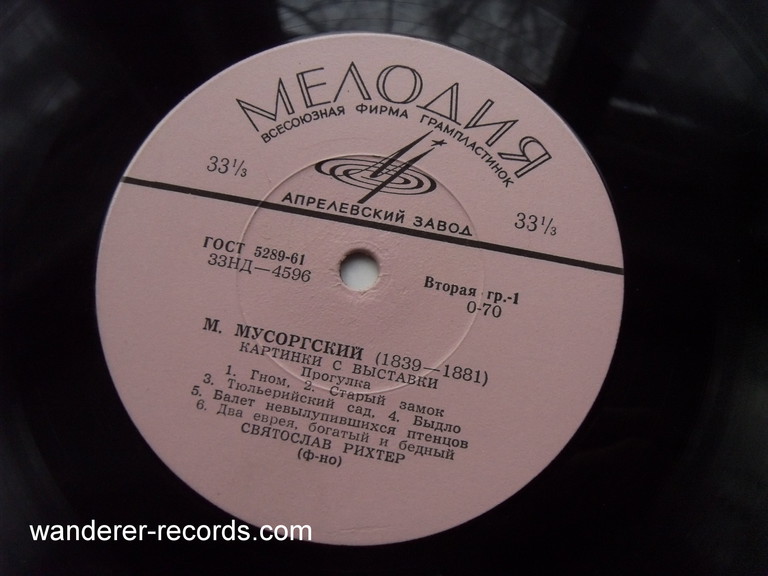 МЕЛОДИЯ
ВСЕСОЮЗНАЯ ФИРМА ГРАМПЛАСТИНОК
33⅓
АПРЕЛЕВСКИЙ ЗАВОД
33⅓
ГОСТ 5289-61
33НД—4596
Вторая гр.-1
0-70
М. МУСОРГСКИЙ (1839—1881)
КАРТИНКИ С ВЫСТАВКИ
Прогулка
1. Гном, 2. Старый замок
3. Тюльерийский сад, 4. Быдло
5. Балет невылупившихся птенцов
6. Два еврея, богатый и бедный
СВЯТОСЛАВ РИХТЕР
(ф-но)
wanderer-records.com